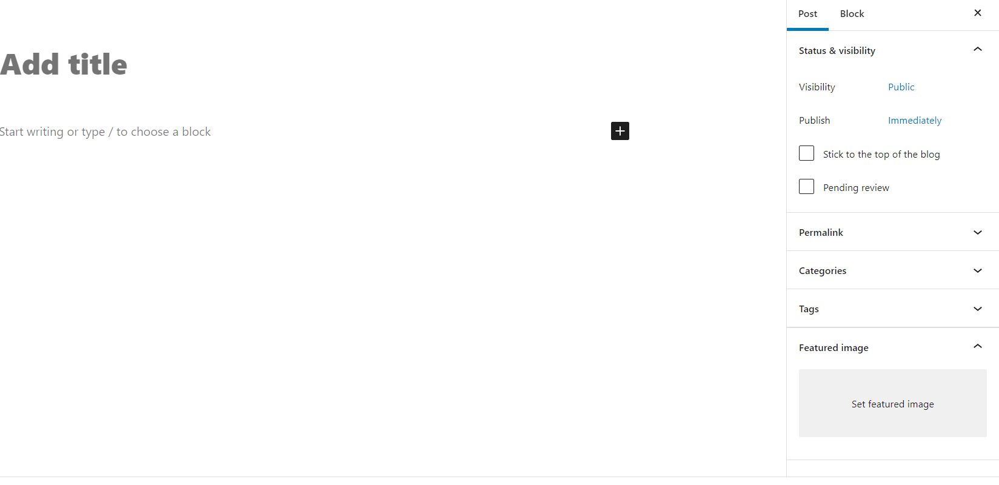 Post Block
Add title
Start writing or type / to choose a block
Status & visibility
Visibility Public
Publish Immediately
Stick to the top of the blog
Pending review
Permalink
Categories
Tags
Featured image
Set featured image